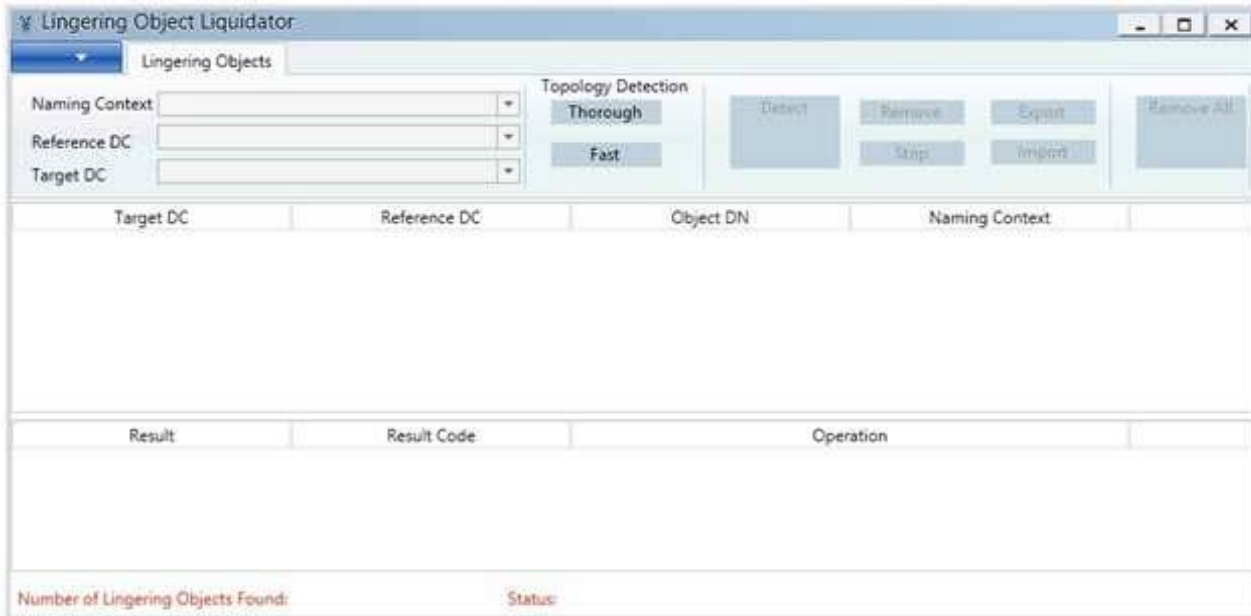 Lingering Object Liquidator
Lingering Objects
Naming Context
Reference DC
Target DC
Topology Detection
Thorough
Fast
Detect
Remove
Export
Stop
Import
Remove All
Target DC Reference DC Object DN Naming Context
Result Result Code Operation
Number of Lingering Objects Found: Status: